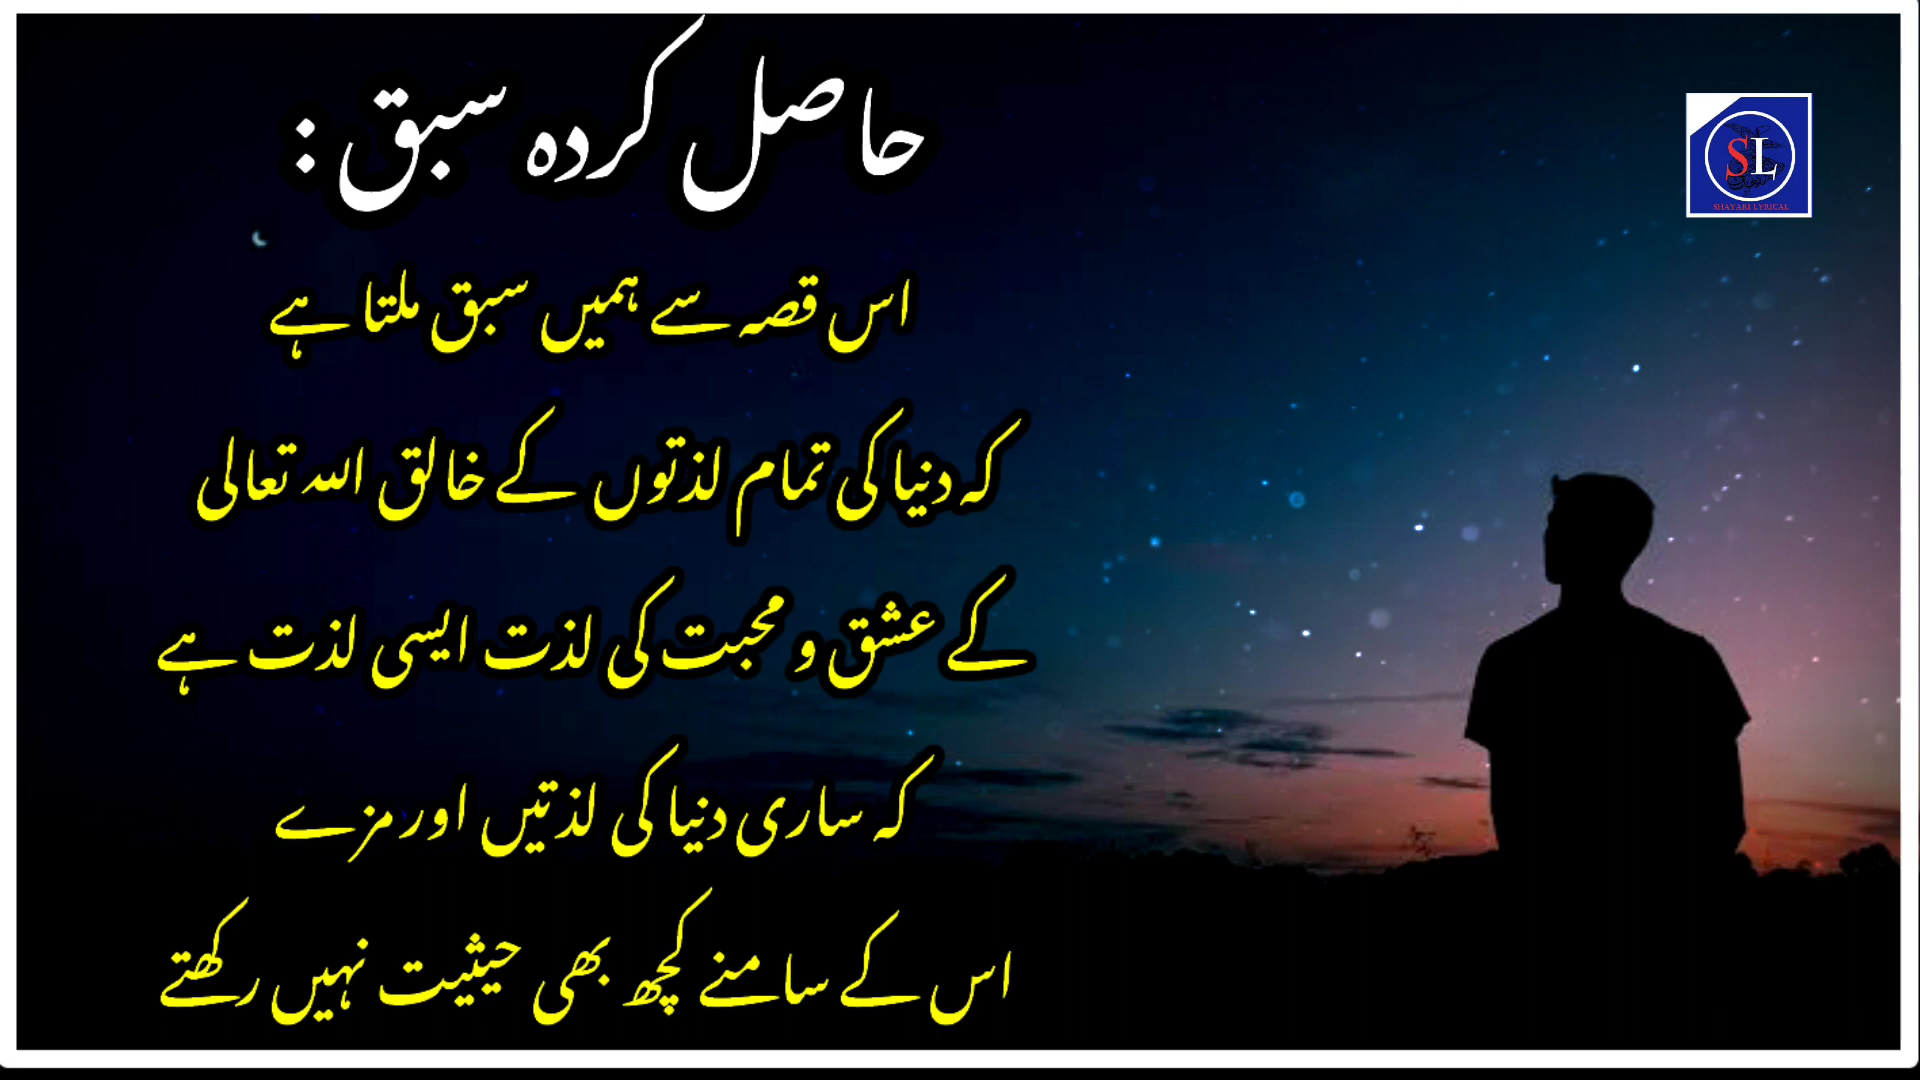 حاصل کردہ سبق :
SL
SHAYARI LYRICAL
اس قصہ سے ہمیں سبق ملتا ہے
کہ دنیا کی تمام لذتوں کے خالق اللہ تعالی
کے عشق و محبت کی لذت ایسی لذت ہے
کہ ساری دنیا کی لذتیں اور مزے
اس کے سامنے کچھ بھی حیثیت نہیں رکھتے